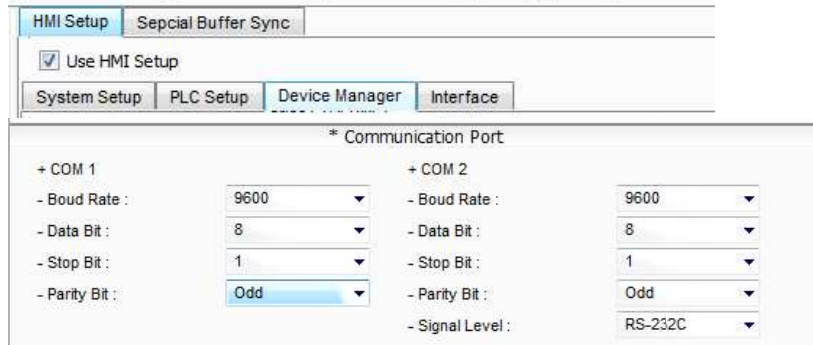 HMI Setup Sepcial Buffer Sync
Use HMI Setup
System Setup PLC Setup Device Manager Interface
* Communication Port
+ COM 1 + COM 2
- Boud Rate : 9600 - Boud Rate : 9600
- Data Bit : 8 - Data Bit : 8
- Stop Bit : 1 - Stop Bit : 1
- Parity Bit : Odd - Parity Bit : Odd
- Signal Level : RS-232C